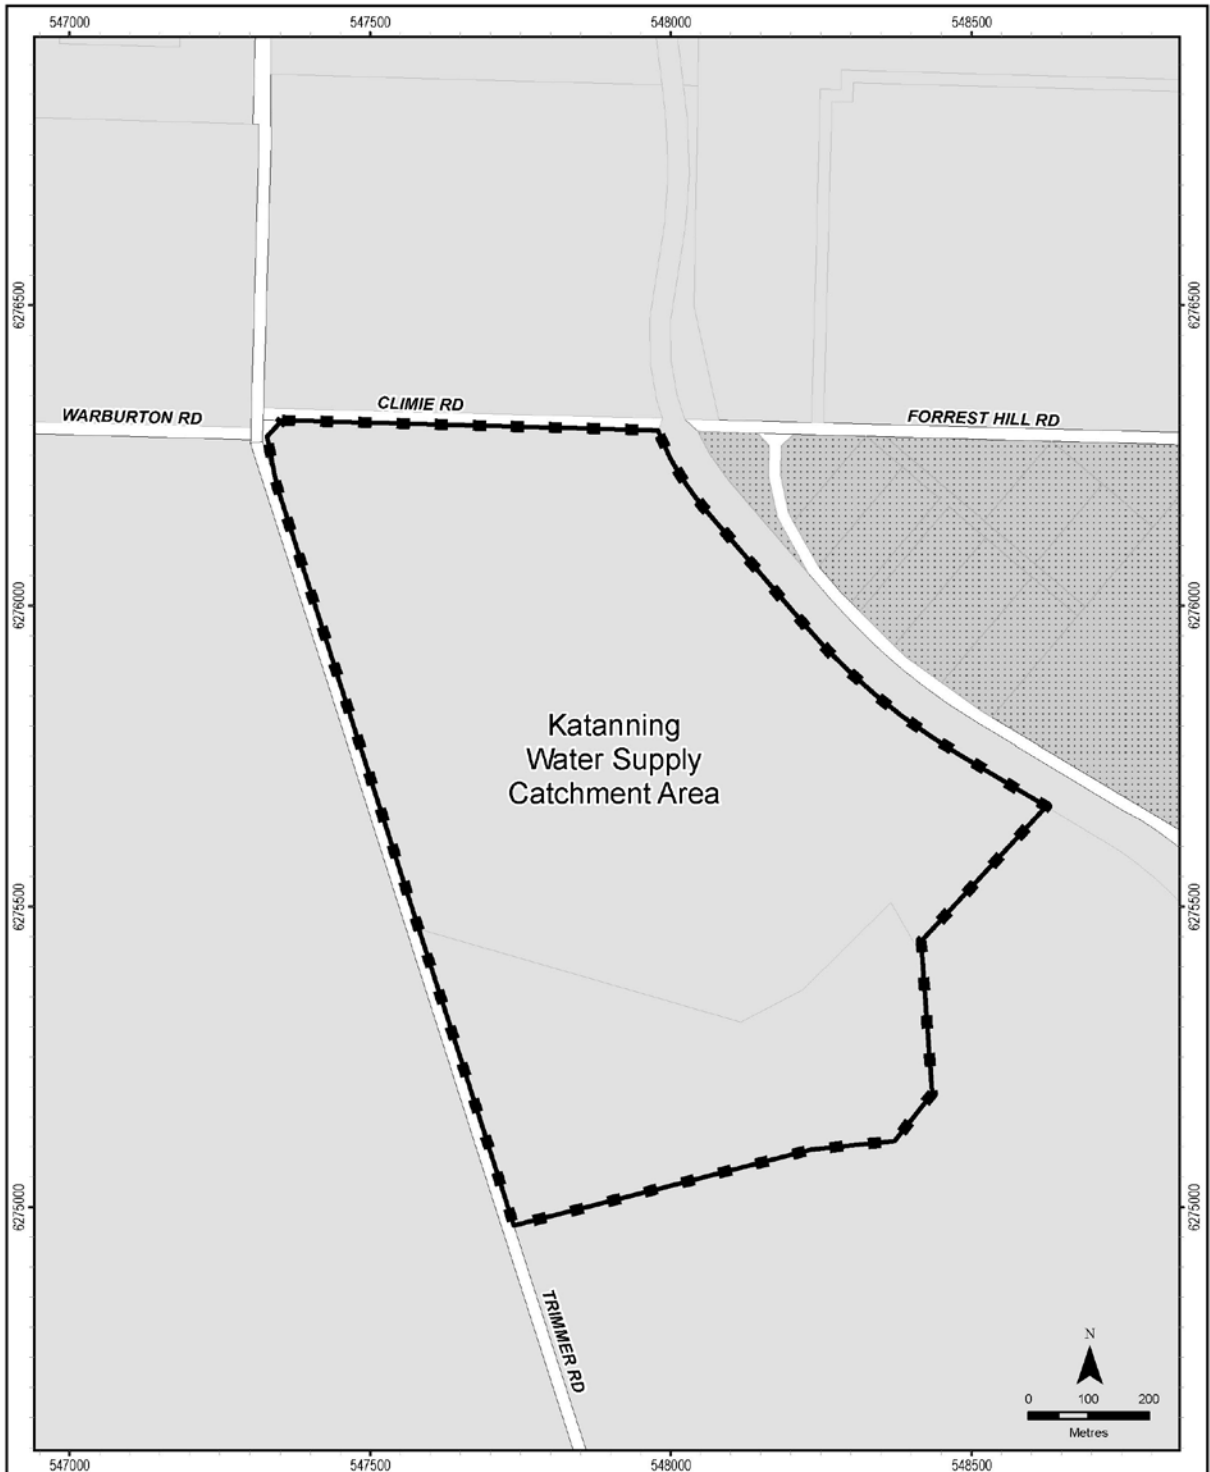 547000
547500
548000
548500
6276500
6276500
WARBURTON RD
CLIMIE RD
FORREST HILL RD
6276000
6276000
Katanning
Water Supply
Catchment Area
6275500
6275500
6275000
6275000
TRIMMER RD
N
0 100 200
Metres
547000
547500
548000
548500